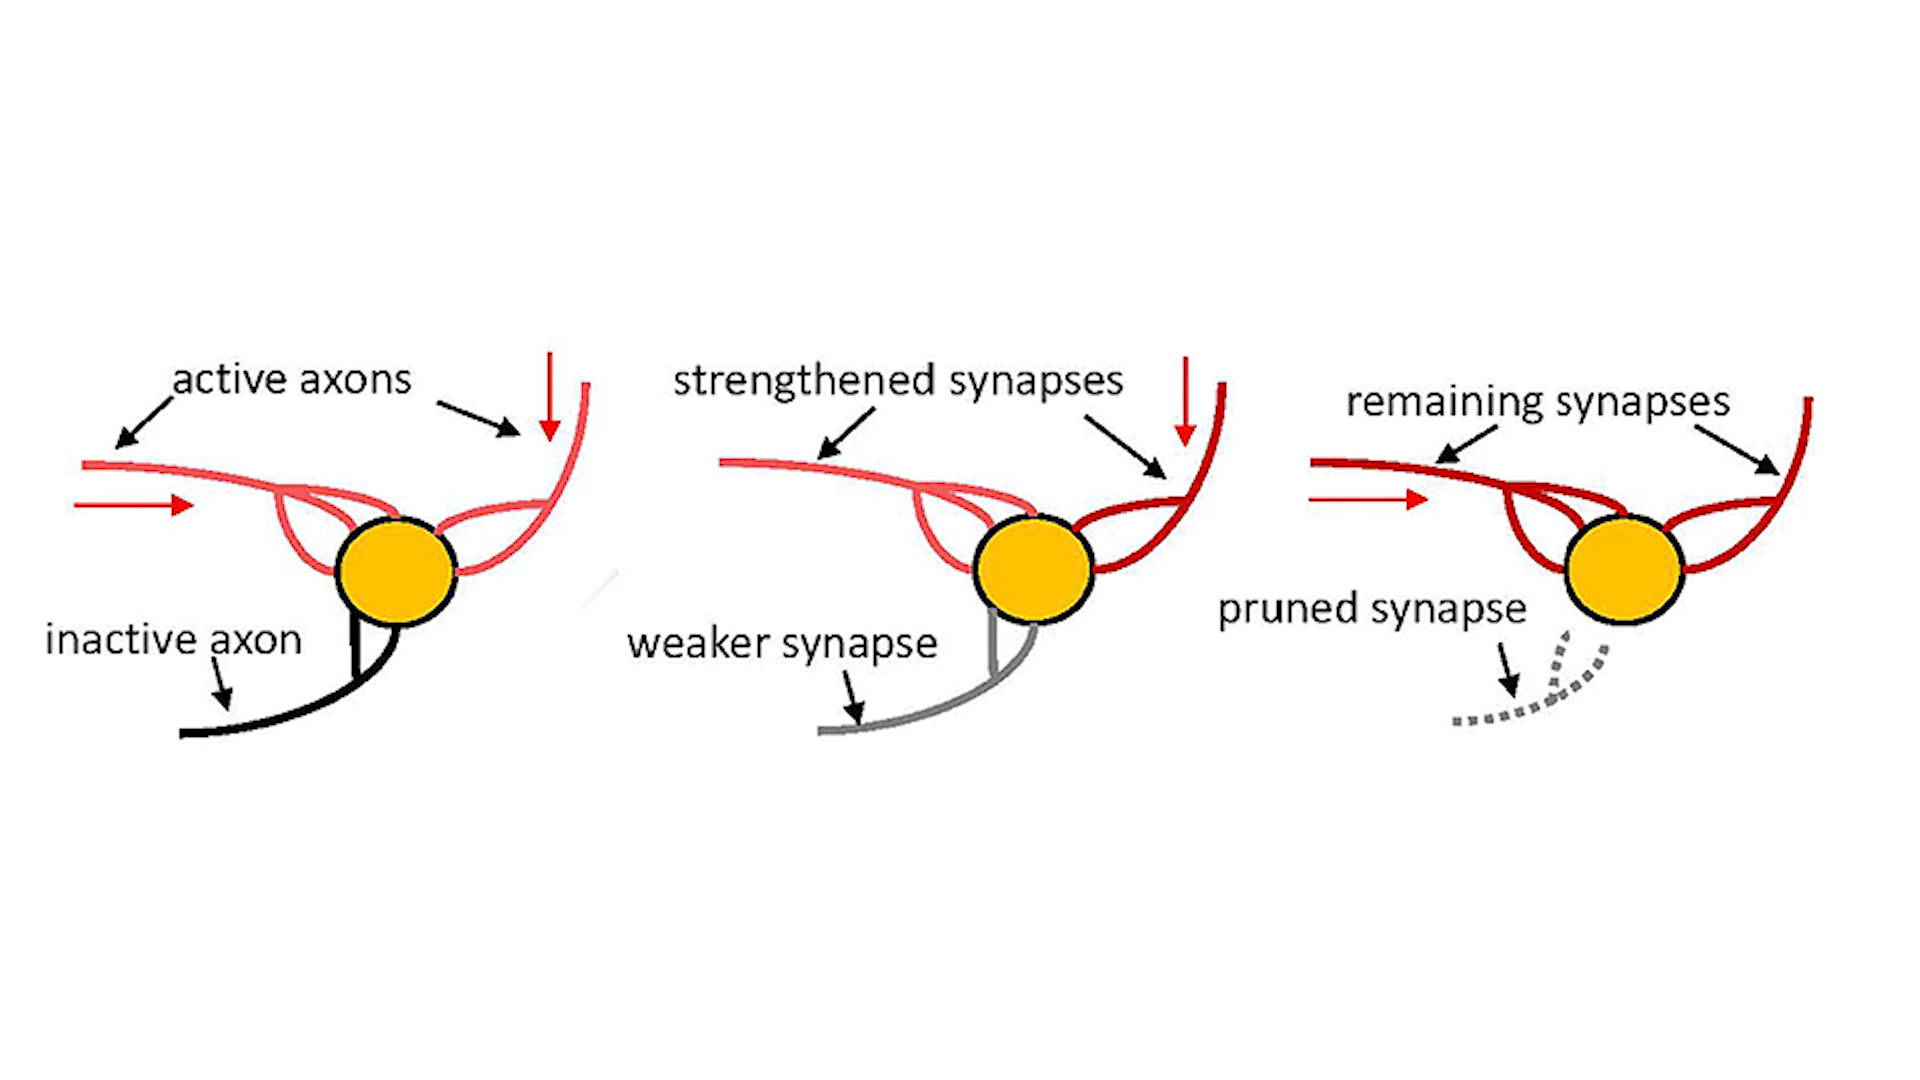 active axons
inactive axon
strengthened synapses
weaker synapse
remaining synapses
pruned synapse